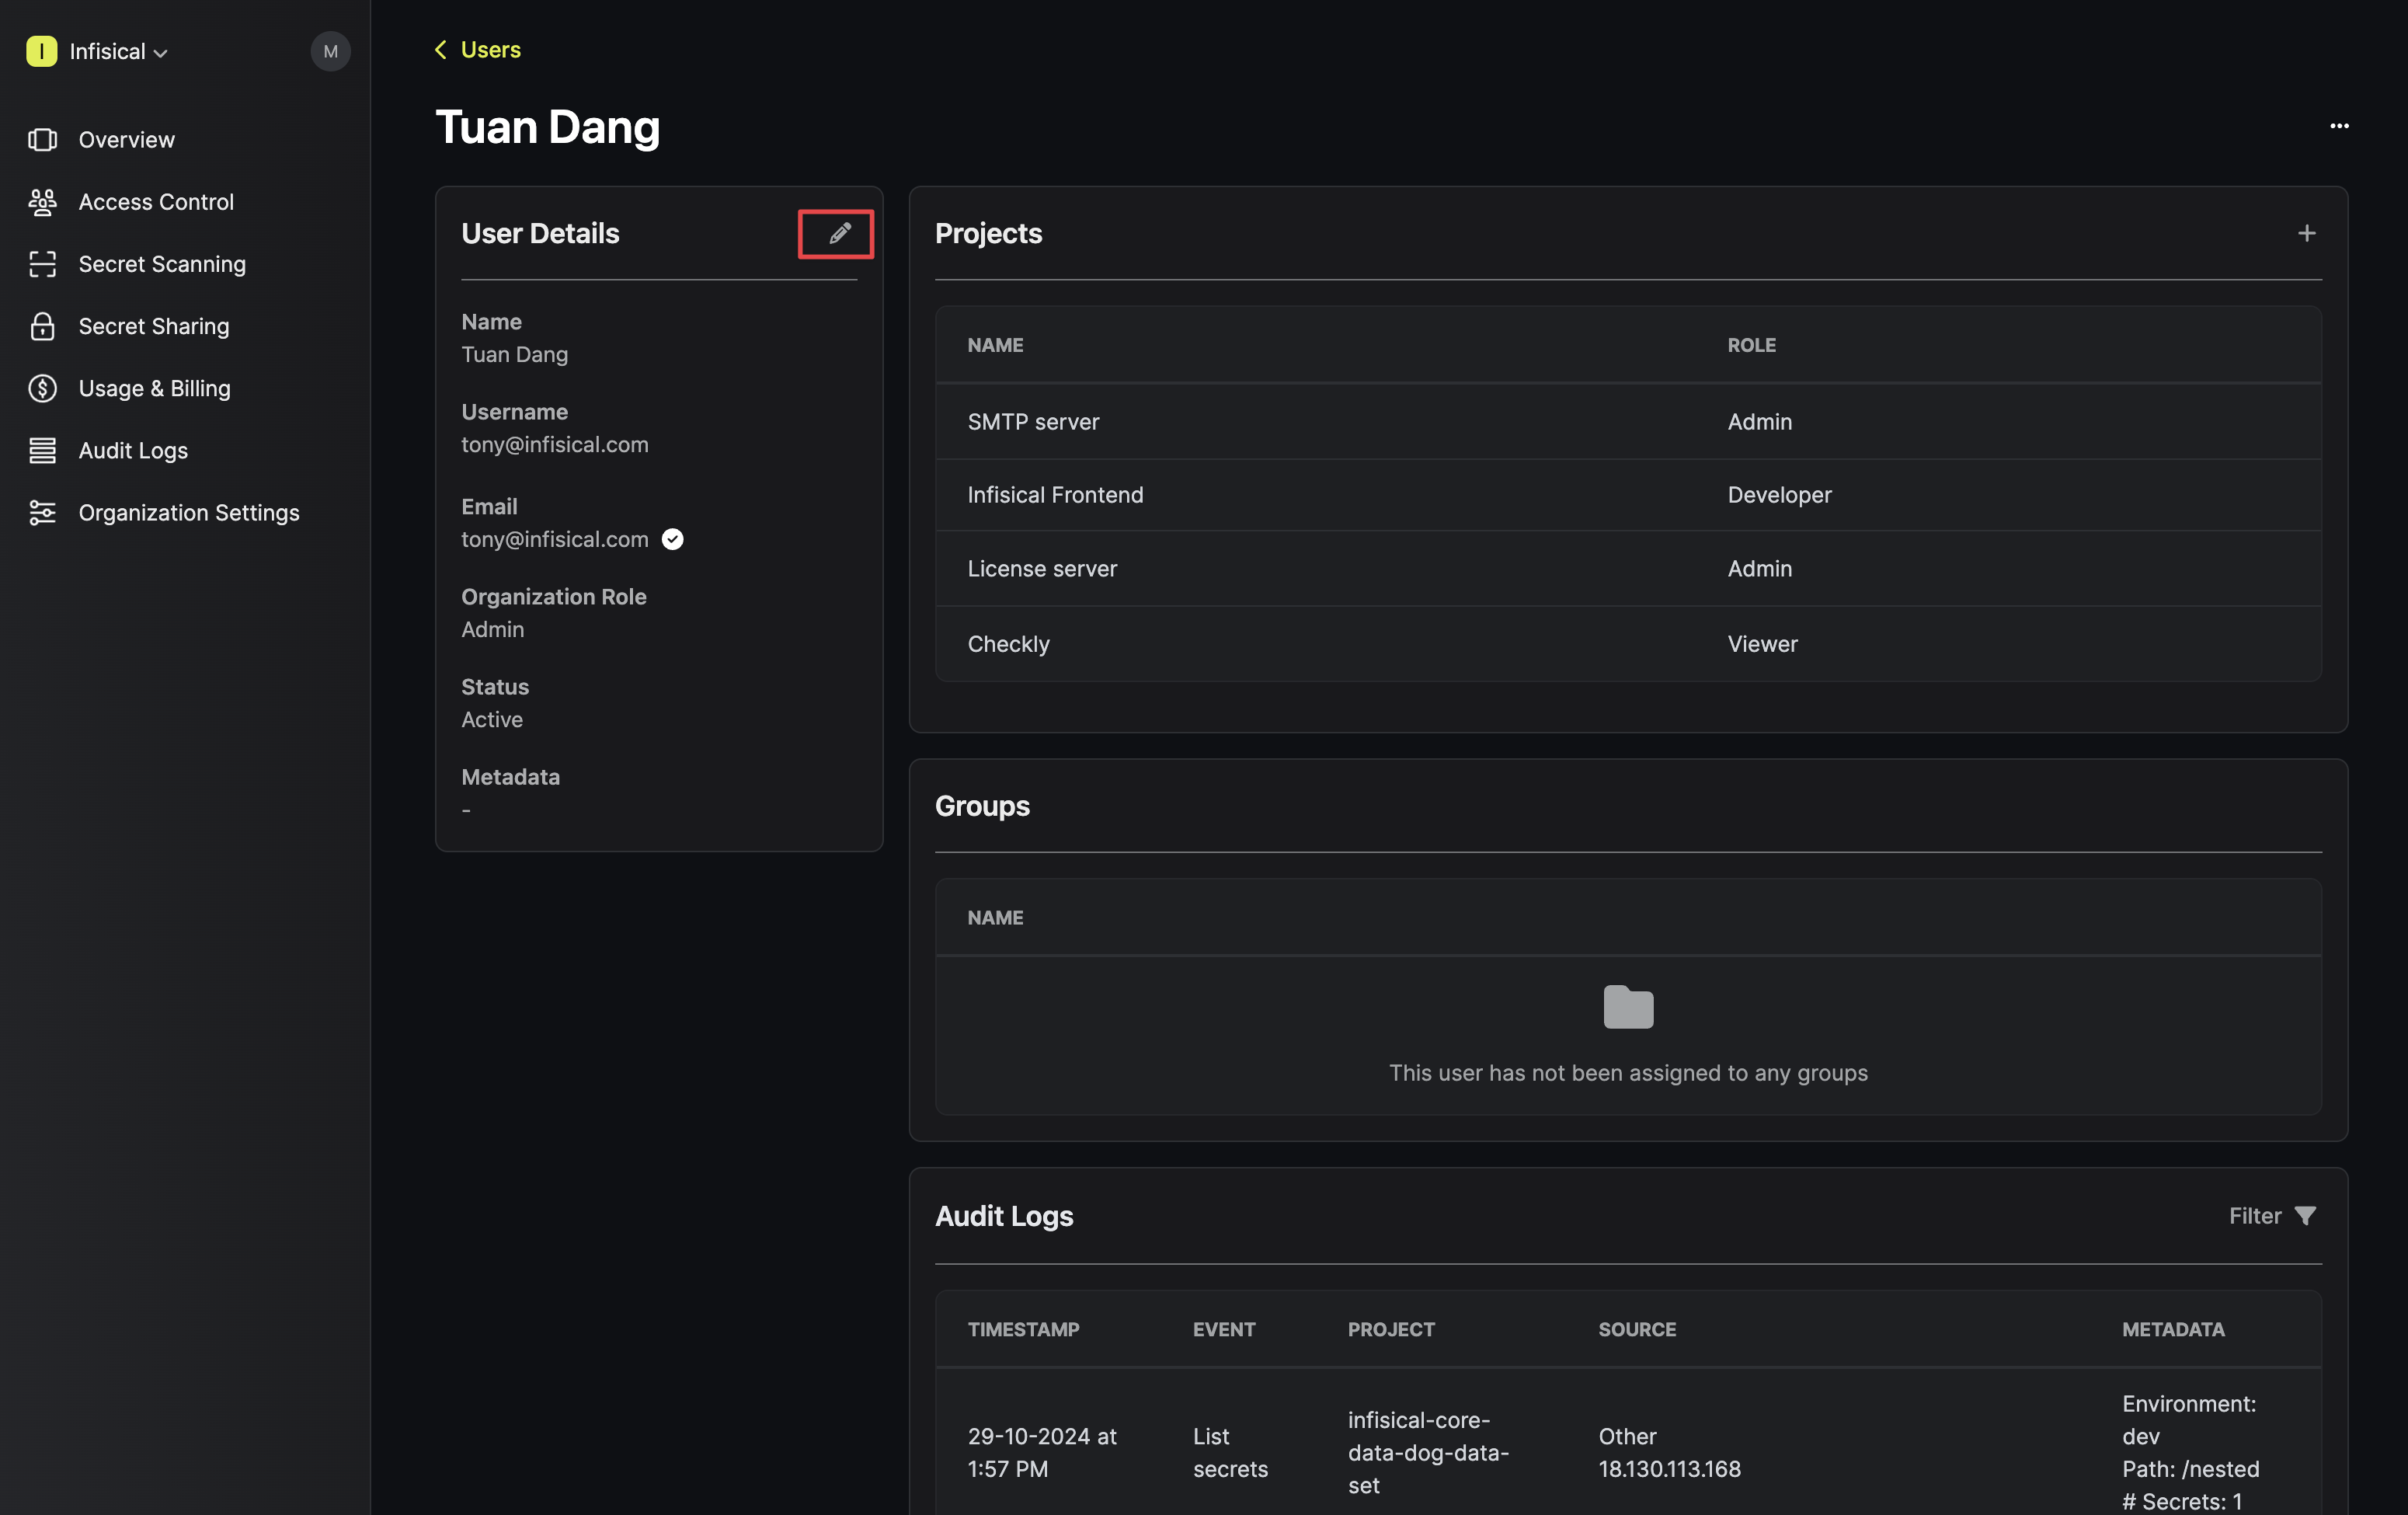 I Infisical
M
Overview
Access Control
Secret Scanning
Secret Sharing
Usage & Billing
Audit Logs
Organization Settings
Users
Tuan Dang
User Details
Name
Tuan Dang
Username
tony@infisical.com
Email
tony@infisical.com
Organization Role
Admin
Status
Active
Metadata
-
Projects
NAME ROLE
SMTP server Admin
Infisical Frontend Developer
License server Admin
Checkly Viewer
Groups
NAME
This user has not been assigned to any groups
Audit Logs
Filter
TIMESTAMP EVENT PROJECT SOURCE METADATA
29-10-2024 at
1:57 PM
List
secrets
infisical-core-
data-dog-data-
set
Other
18.130.113.168
Environment:
dev
Path: /nested
# Secrets: 1